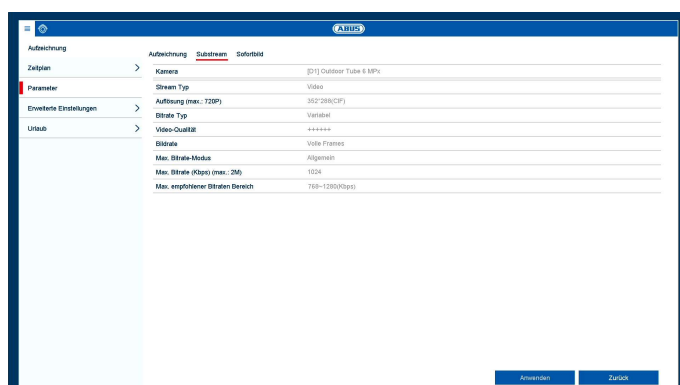 ABUS
Aufzeichnung
Zeitplan
Parameter
Erweiterte Einstellungen
Urlaub
Aufzeichnung Substream Sofortbild
Kamera [D1] Outdoor Tube 6 MPx
Stream Typ Video
Auflösung (max.: 720P) 352*288(CIF)
Bitrate Typ Variabel
Video-Qualität ++++++
Bildrate Volle Frames
Max. Bitrate-Modus Allgemein
Max. Bitrate (Kbps) (max.: 2M) 1024
Max. empfohlener Bitraten Bereich 768~1280(Kbps)
Anwenden Zurück